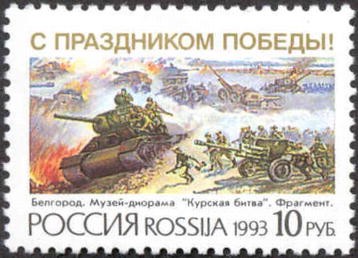 С ПРАЗДНИКОМ ПОБЕДЫ!
Белгород. Музей-диорама "Курская битва". Фрагмент.
РОССИЯ ROSSIJA 1993 10 РУБ.